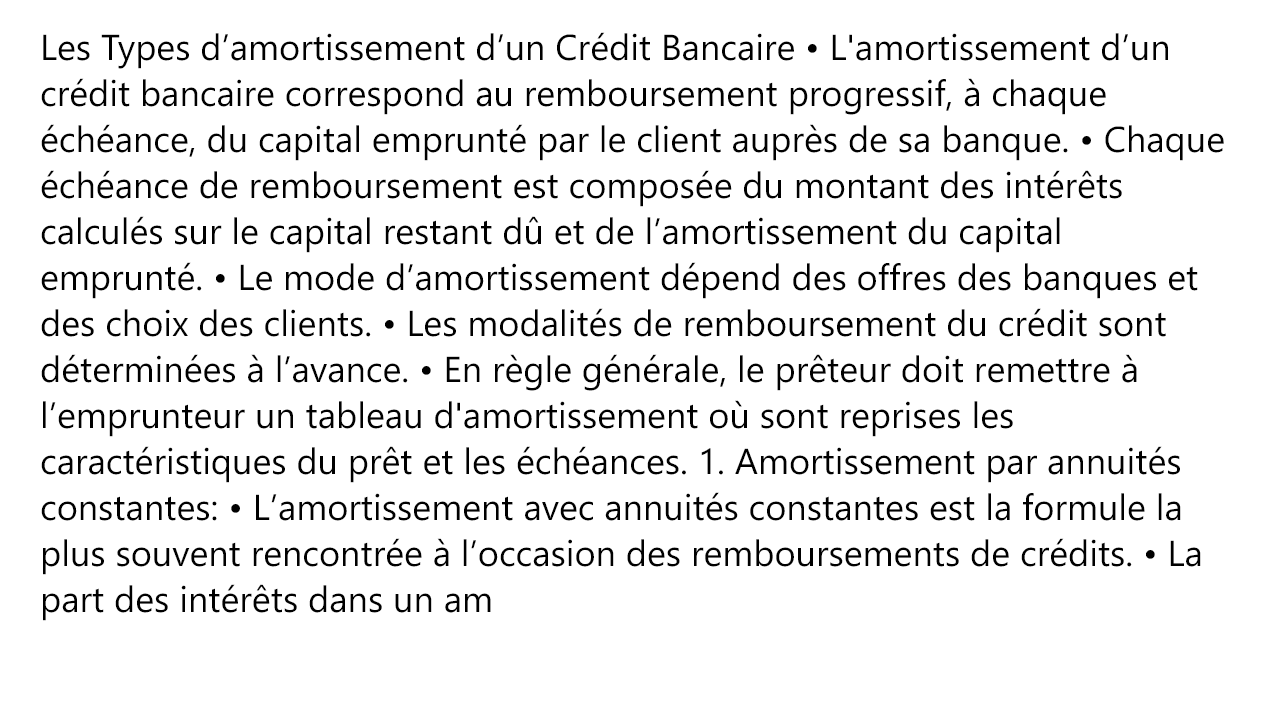 Les Types d’amortissement d’un Crédit Bancaire • L'amortissement d’un
crédit bancaire correspond au remboursement progressif, à chaque
échéance, du capital emprunté par le client auprès de sa banque. • Chaque
échéance de remboursement est composée du montant des intérêts
calculés sur le capital restant dû et de l’amortissement du capital
emprunté. • Le mode d’amortissement dépend des offres des banques et
des choix des clients. • Les modalités de remboursement du crédit sont
déterminées à l’avance. • En règle générale, le prêteur doit remettre à
l’emprunteur un tableau d'amortissement où sont reprises les
caractéristiques du prêt et les échéances. 1. Amortissement par annuités
constantes: • L’amortissement avec annuités constantes est la formule la
plus souvent rencontrée à l’occasion des remboursements de crédits. • La
part des intérêts dans un am